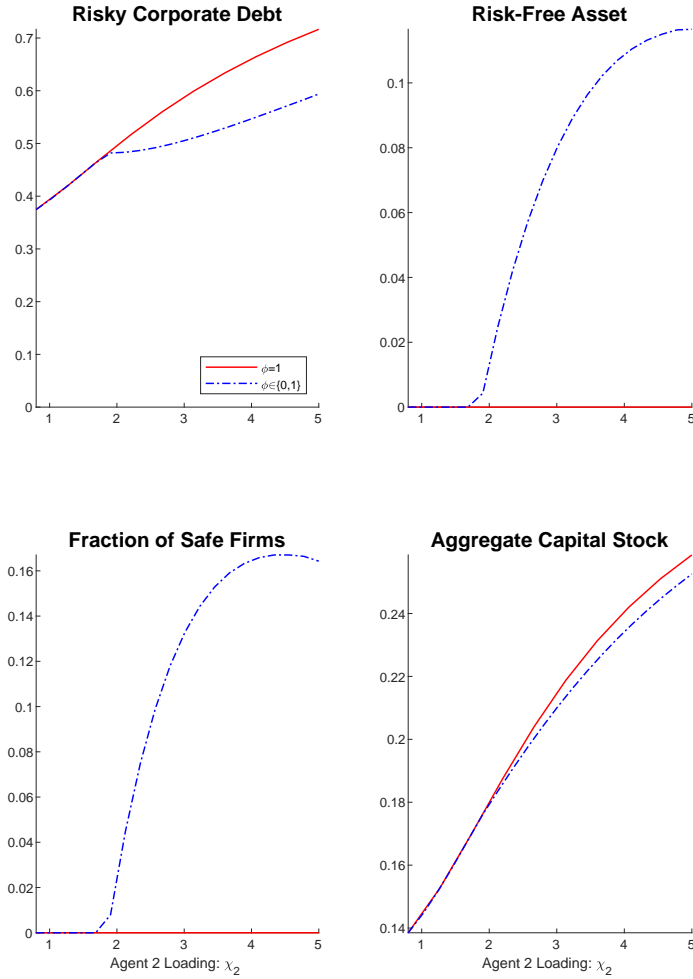 Risky Corporate Debt
0.7
0.6
0.5
0.4
0.3
0.2
0.1
0
1 2 3 4 5
ϕ=1
ϕ∈{0,1}
Risk-Free Asset
0.1
0.08
0.06
0.04
0.02
0
1 2 3 4 5
Fraction of Safe Firms
0.16
0.14
0.12
0.1
0.08
0.06
0.04
0.02
0
1 2 3 4 5
Agent 2 Loading: χ₂
Aggregate Capital Stock
0.24
0.22
0.2
0.18
0.16
0.14
1 2 3 4 5
Agent 2 Loading: χ₂